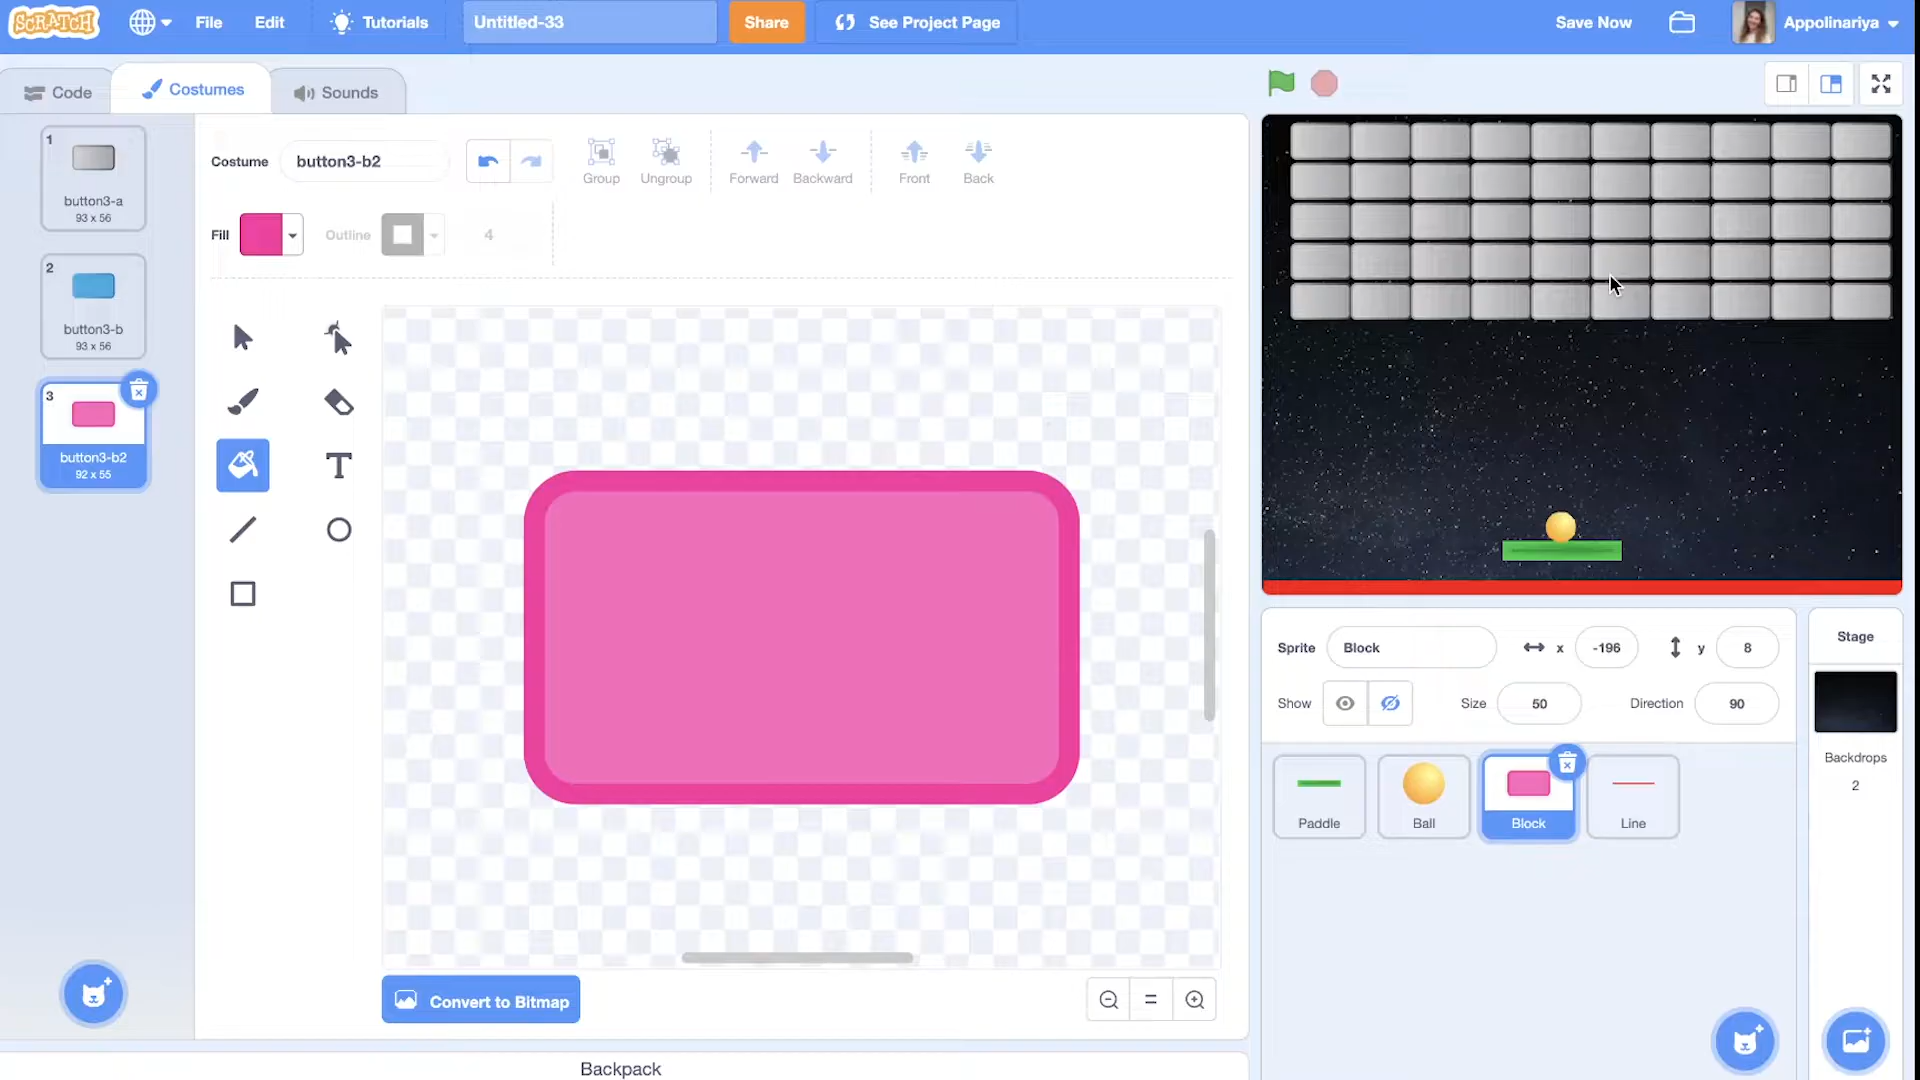 SCRATCH
File
Edit
Tutorials
Untitled-33
Share
See Project Page
Save Now
Appolinariya
Code
Costumes
Sounds
1
button3-a
93 x 56
2
button3-b
93 x 56
3
button3-b2
92 x 55
Costume
button3-b2
Group
Ungroup
Forward
Backward
Front
Back
Fill
Outline
4
T
Convert to Bitmap
Backpack
Sprite
Block
x
-196
y
8
Show
Size
50
Direction
90
Paddle
Ball
Block
Line
Stage
Backdrops
2